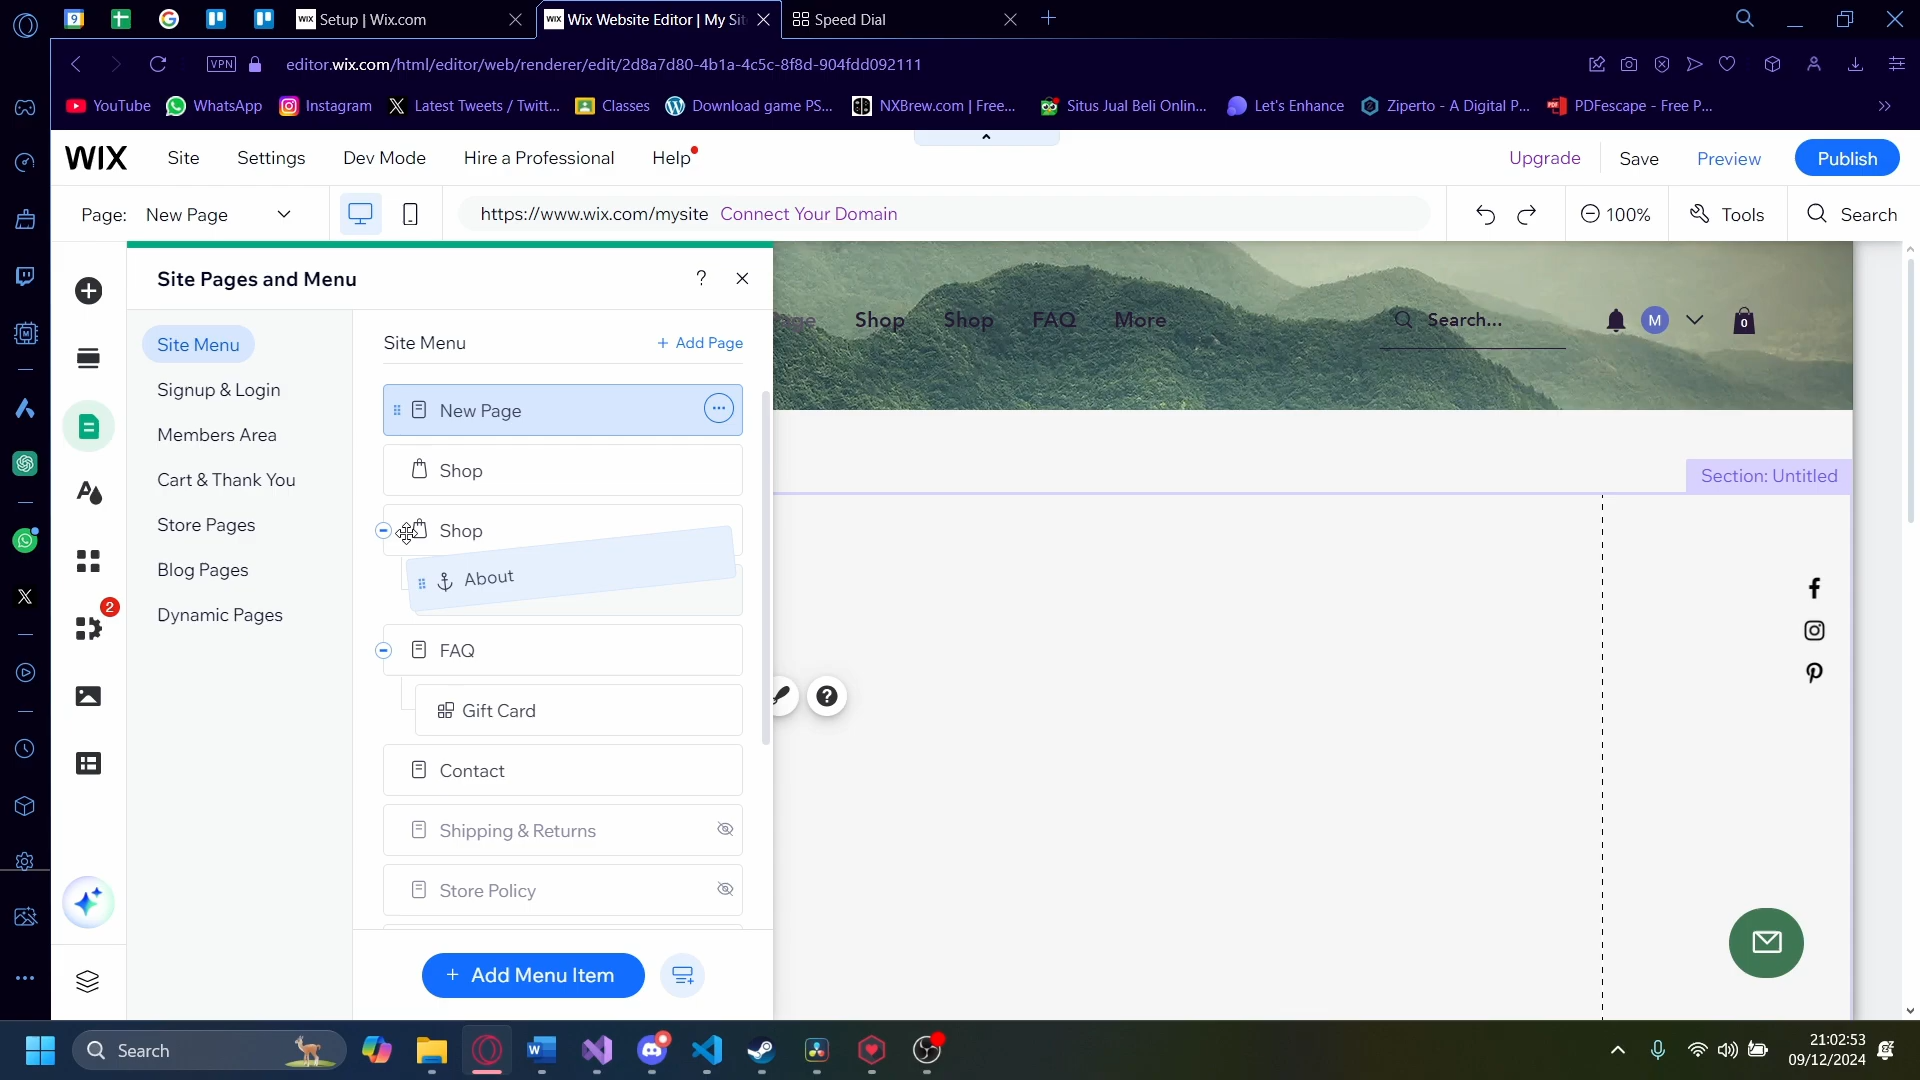 Setup | Wix.com
Wix Website Editor | My Sit
Speed Dial
VPN
editor.wix.com/html/editor/web/renderer/edit/2d8a7d80-4b1a-4c5c-8f8d-904fdd092111
YouTube
WhatsApp
Instagram
Latest Tweets / Twitt...
Classes
Download game PS...
NXBrew.com | Free...
Situs Jual Beli Onlin...
Let's Enhance
Ziperto - A Digital P...
PDFescape - Free P...
WIX
Site
Settings
Dev Mode
Hire a Professional
Help
Upgrade
Save
Preview
Publish
Page: New Page
https://www.wix.com/mysite Connect Your Domain
100%
Tools
Search
Site Pages and Menu
?
Site Menu
Signup & Login
Members Area
Cart & Thank You
Store Pages
Blog Pages
Dynamic Pages
2
Site Menu
+ Add Page
New Page
Shop
Shop
About
FAQ
Gift Card
Contact
Shipping & Returns
Store Policy
+ Add Menu Item
Shop
Shop
FAQ
More
Search...
M
0
Section: Untitled
Search
21:02:53
09/12/2024